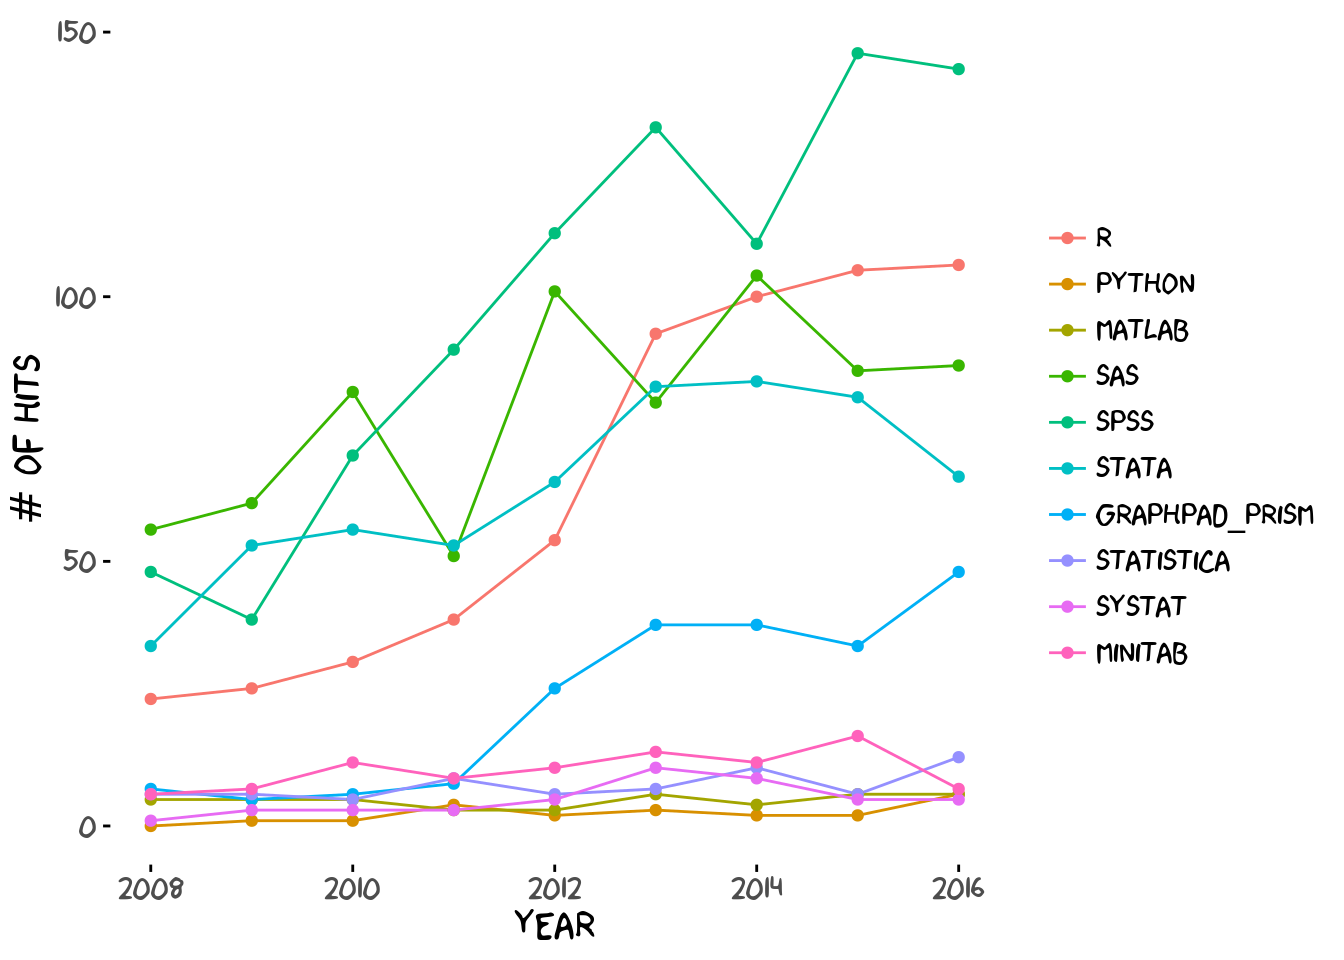 150
100
50
0
# OF HITS
2008 2010 2012 2014 2016
YEAR
R
PYTHON
MATLAB
SAS
SPSS
STATA
GRAPHPAD_PRISM
STATISTICA
SYSTAT
MINITAB